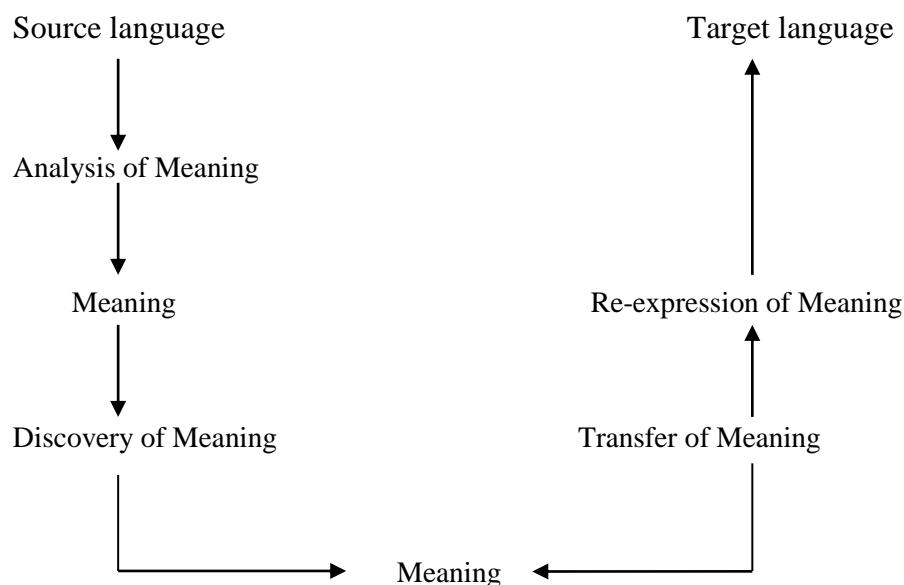 Source language
Target language
Analysis of Meaning
Meaning
Re-expression of Meaning
Discovery of Meaning
Transfer of Meaning
Meaning